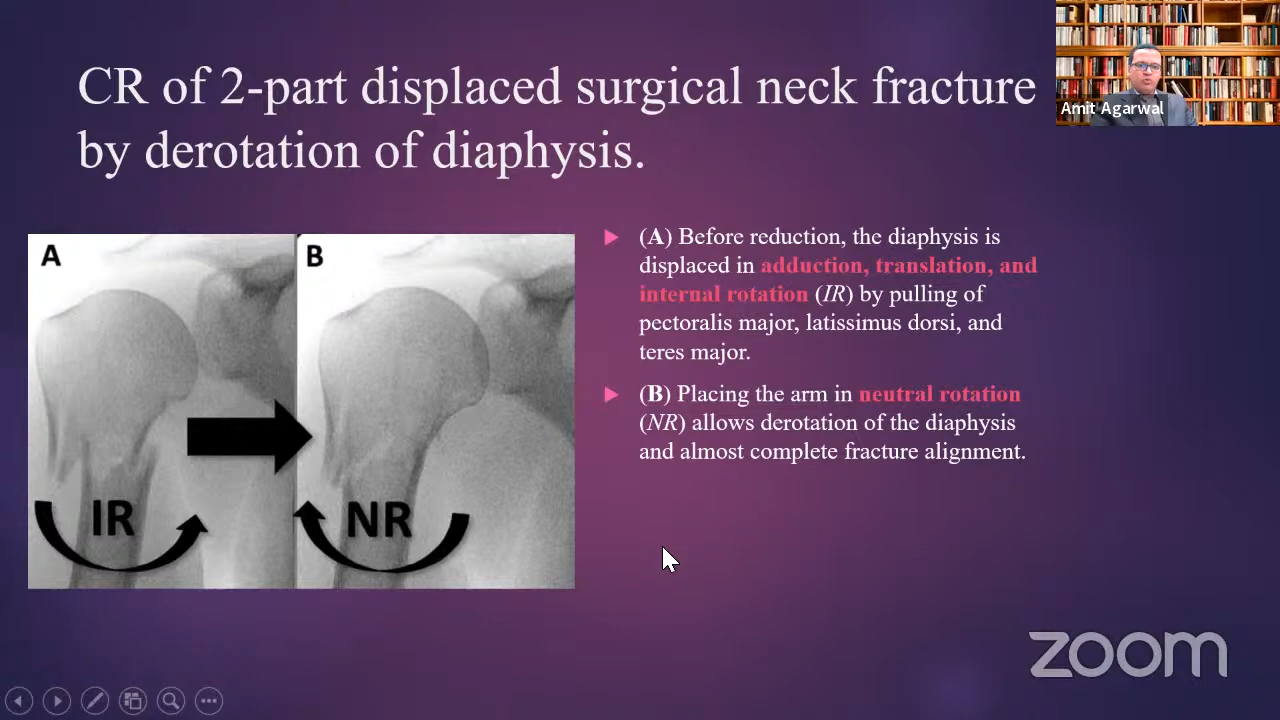 CR of 2-part displaced surgical neck fracture
by derotation of diaphysis.
Amit Agarwal
A
B
IR
NR
(A) Before reduction, the diaphysis is
displaced in adduction, translation, and
internal rotation (IR) by pulling of
pectoralis major, latissimus dorsi, and
teres major.
(B) Placing the arm in neutral rotation
(NR) allows derotation of the diaphysis
and almost complete fracture alignment.
zoom